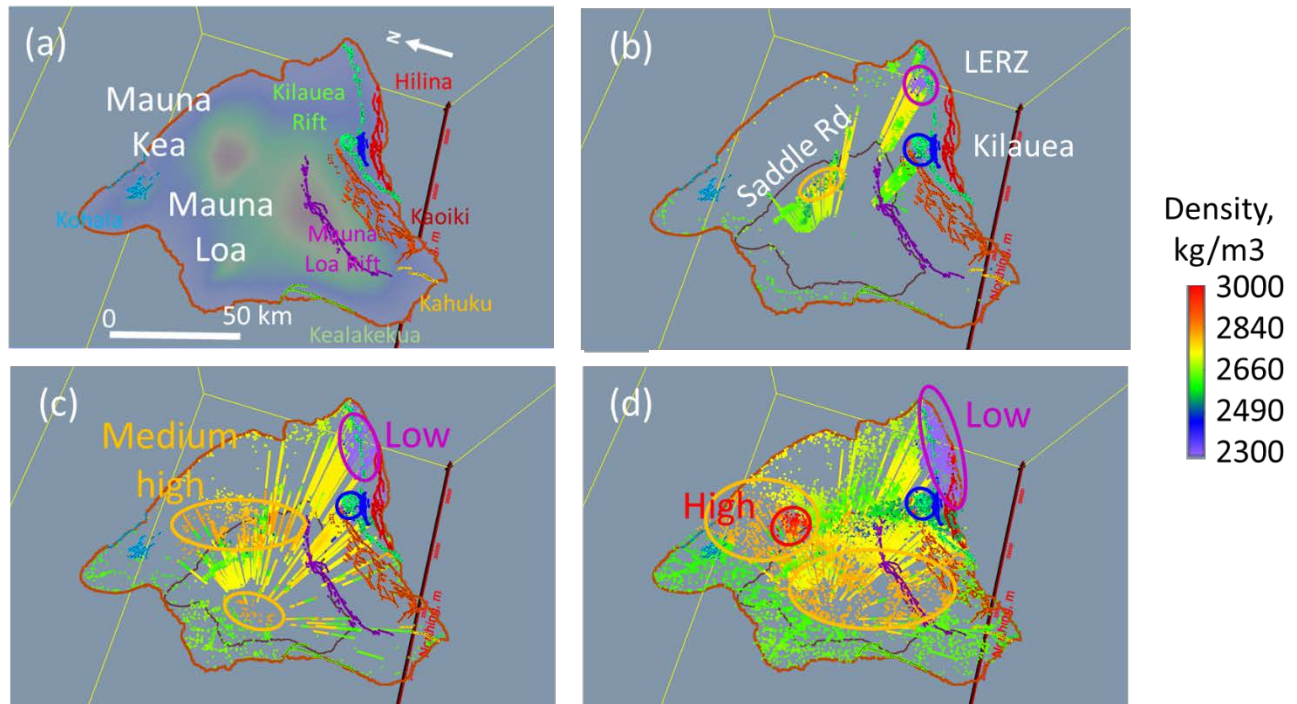 (a)
N
Mauna
Kea
Kilauea
Rift
Hilina
Kohala
Mauna
Loa
Mauna
Loa Rift
Kaoiki
Kahuku
0 50 km
Kealakekua
(b)
LERZ
Saddle Rd
Kilauea
Density,
kg/m3
3000
2840
2660
2490
2300
(c)
Medium
high
Low
(d)
Low
High